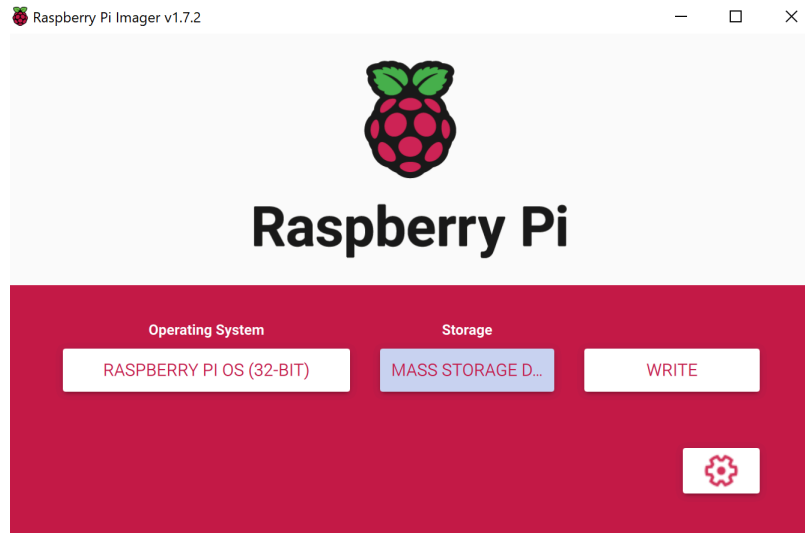 Raspberry Pi Imager v1.7.2
Raspberry Pi
Operating System
Storage
RASPBERRY PI OS (32-BIT)
MASS STORAGE D...
WRITE